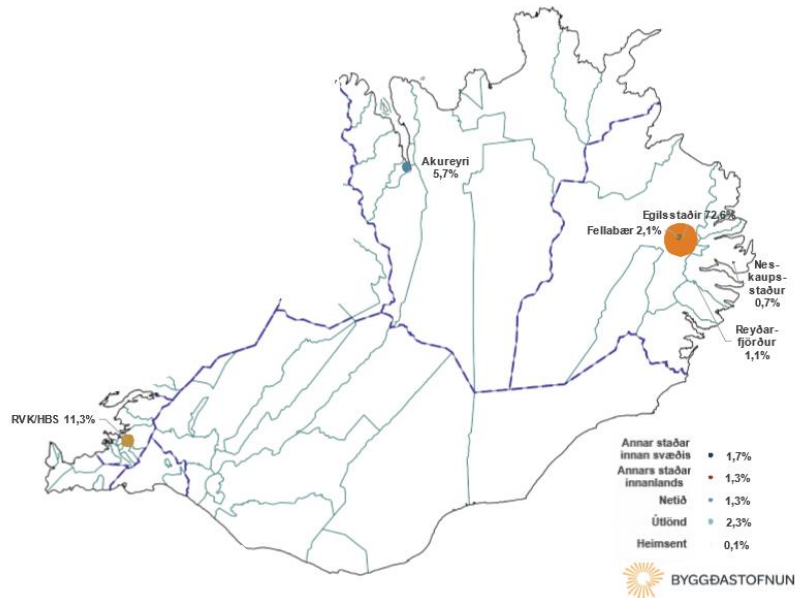 Akureyri
5,7%
Egilsstaðir 72,6%
Fellabær 2,1%
Nes-
kaups-
staður
0,7%
Reyðar-
fjörður
1,1%
RVK/HBS 11,3%
Annar staðar
innan svæðis 1,7%
Annars staðar
innanlands 1,3%
Netið 1,3%
Útlönd 2,3%
Heimsent 0,1%
BYGGÐASTOFNUN